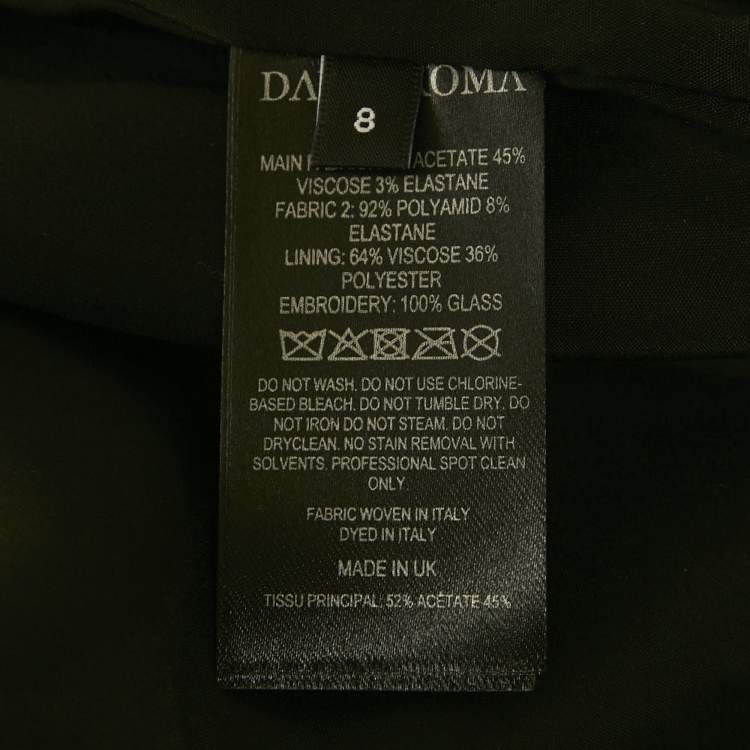 DA OMA
8
MAIN ACETATE 45%
VISCOSE 3% ELASTANE
FABRIC 2: 92% POLYAMID 8%
ELASTANE
LINING: 64% VISCOSE 36%
POLYESTER
EMBROIDERY: 100% GLASS
DO NOT WASH. DO NOT USE CHLORINE-
BASED BLEACH. DO NOT TUMBLE DRY. DO
NOT IRON DO NOT STEAM. DO NOT
DRYCLEAN. NO STAIN REMOVAL WITH
SOLVENTS. PROFESSIONAL SPOT CLEAN
ONLY.
FABRIC WOVEN IN ITALY
DYED IN ITALY
MADE IN UK
TISSU PRINCIPAL: 52% ACÉTATE 45%